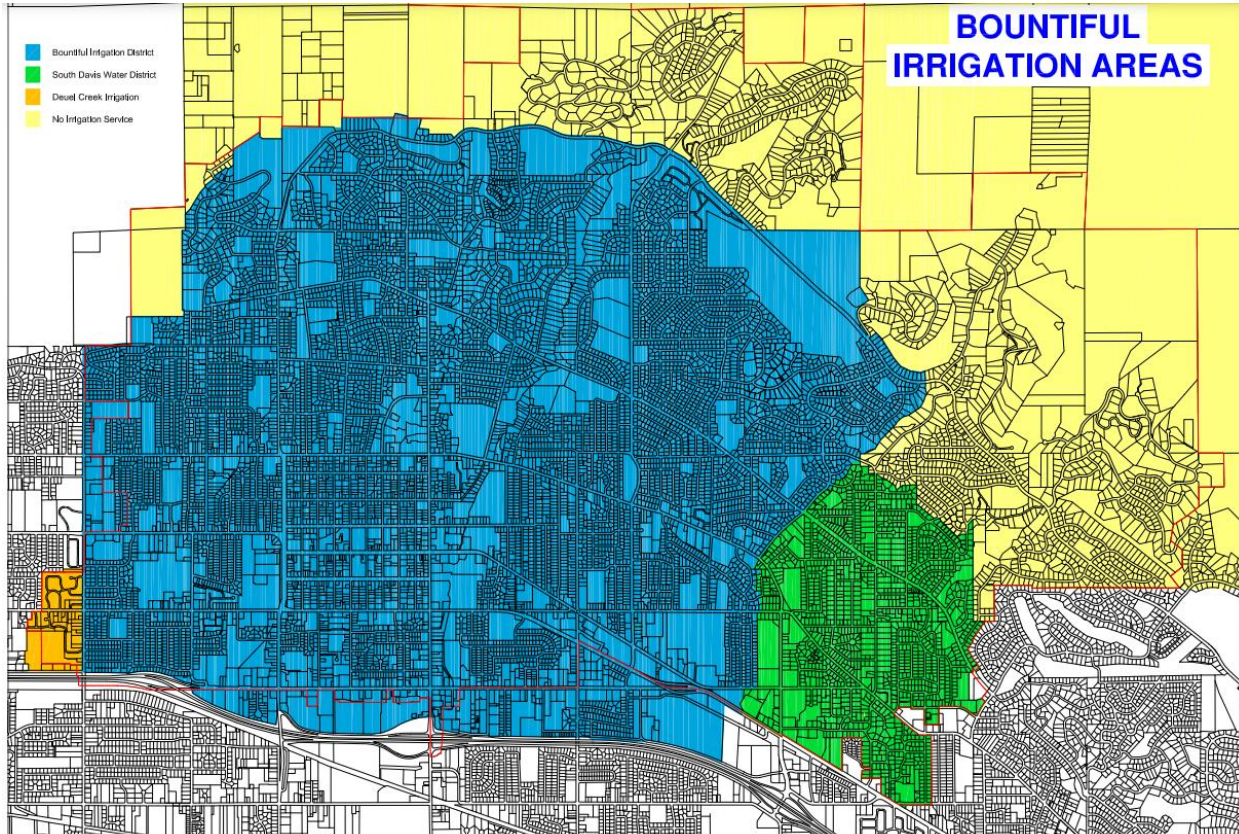 BOUNTIFUL
IRRIGATION AREAS
Bountiful Irrigation District
South Davis Water District
Deuel Creek Irrigation
No Irrigation Service